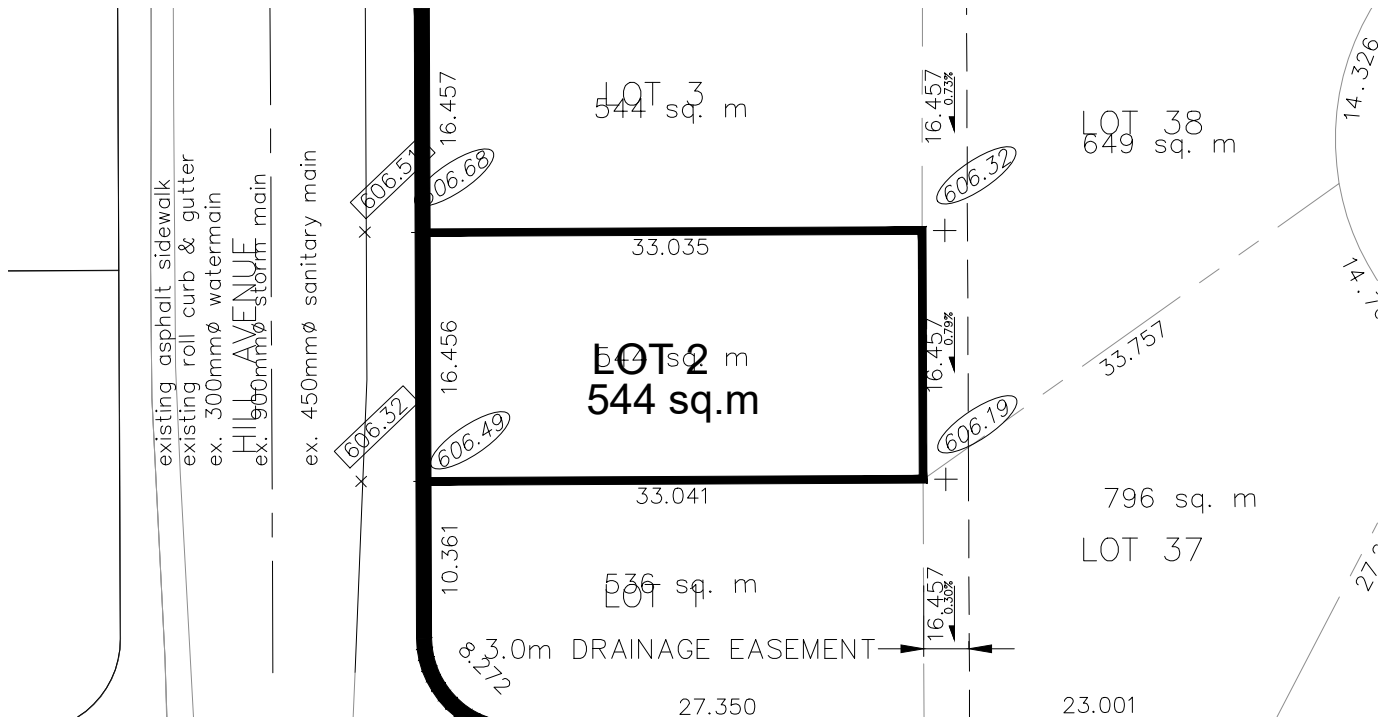 14.326
16.457
LOT 3
544 sq. m
16.457
0.73%
LOT 38
649 sq. m
606.51
606.68
606.32
33.035
14.
existing asphalt sidewalk
existing roll curb & gutter
ex. 300mmØ watermain
HILL AVENUE
ex. 900mmØ storm main
ex. 450mmØ sanitary main
16.456
544 sq. m
LOT 2
544 sq.m
16.457
0.79%
33.757
606.32
606.49
606.19
33.041
796 sq. m
LOT 37
10.361
536 sq. m
LOT 1
16.457
0.30%
27.
8.272
3.0m DRAINAGE EASEMENT
27.350
23.001